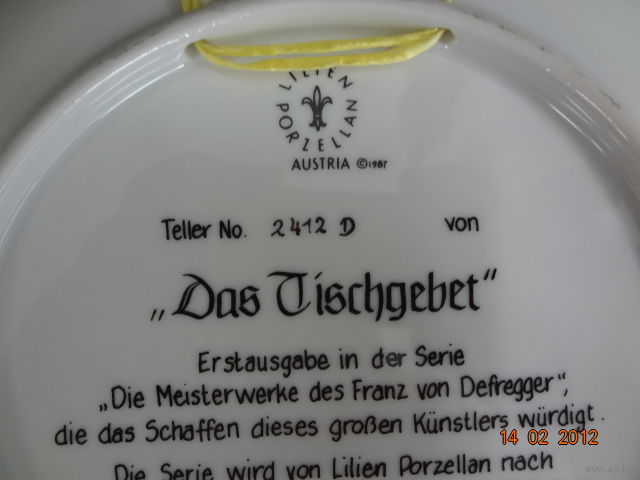 LILIEN PORZELLAN
AUSTRIA ©1987
Teller No. 2412 D von
„Das Tischgebet“
Erstausgabe in der Serie
„Die Meisterwerke des Franz von Defregger“,
die das Schaffen dieses großen Künstlers würdigt.
14 02 2012
Die Serie wird von Lilien Porzellan nach